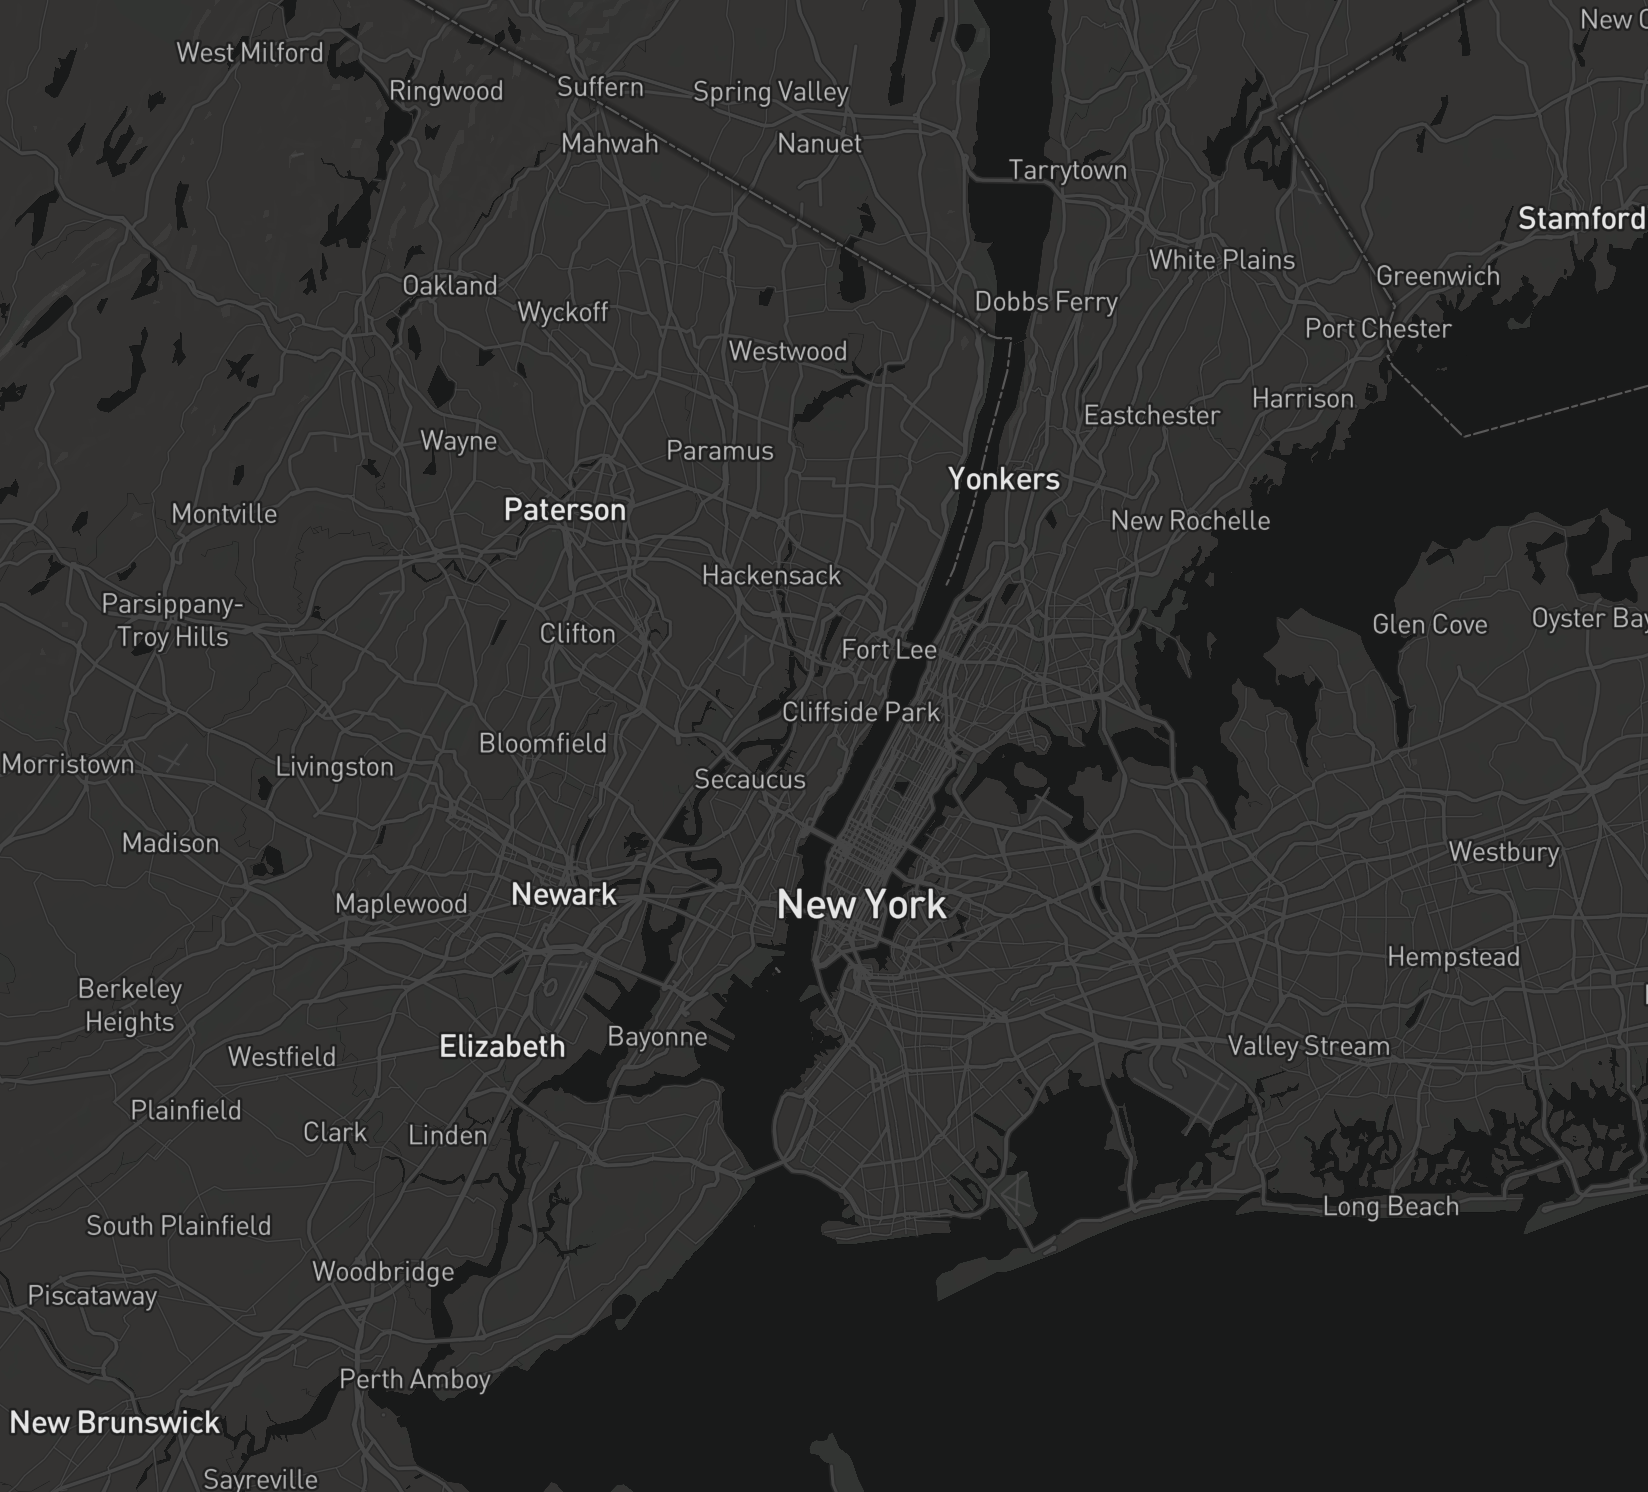 New C
West Milford
Ringwood
Suffern
Spring Valley
Mahwah
Nanuet
Tarrytown
Stamford
White Plains
Greenwich
Oakland
Wyckoff
Dobbs Ferry
Port Chester
Westwood
Harrison
Eastchester
Wayne
Paramus
Yonkers
Paterson
Montville
New Rochelle
Hackensack
Parsippany-
Troy Hills
Clifton
Glen Cove
Oyster Bay
Fort Lee
Cliffside Park
Bloomfield
Morristown
Livingston
Secaucus
Madison
Westbury
Newark
Maplewood
New York
Hempstead
Berkeley
Heights
Westfield
Elizabeth
Bayonne
Valley Stream
Plainfield
Clark
Linden
Long Beach
South Plainfield
Woodbridge
Piscataway
Perth Amboy
New Brunswick
Sayreville